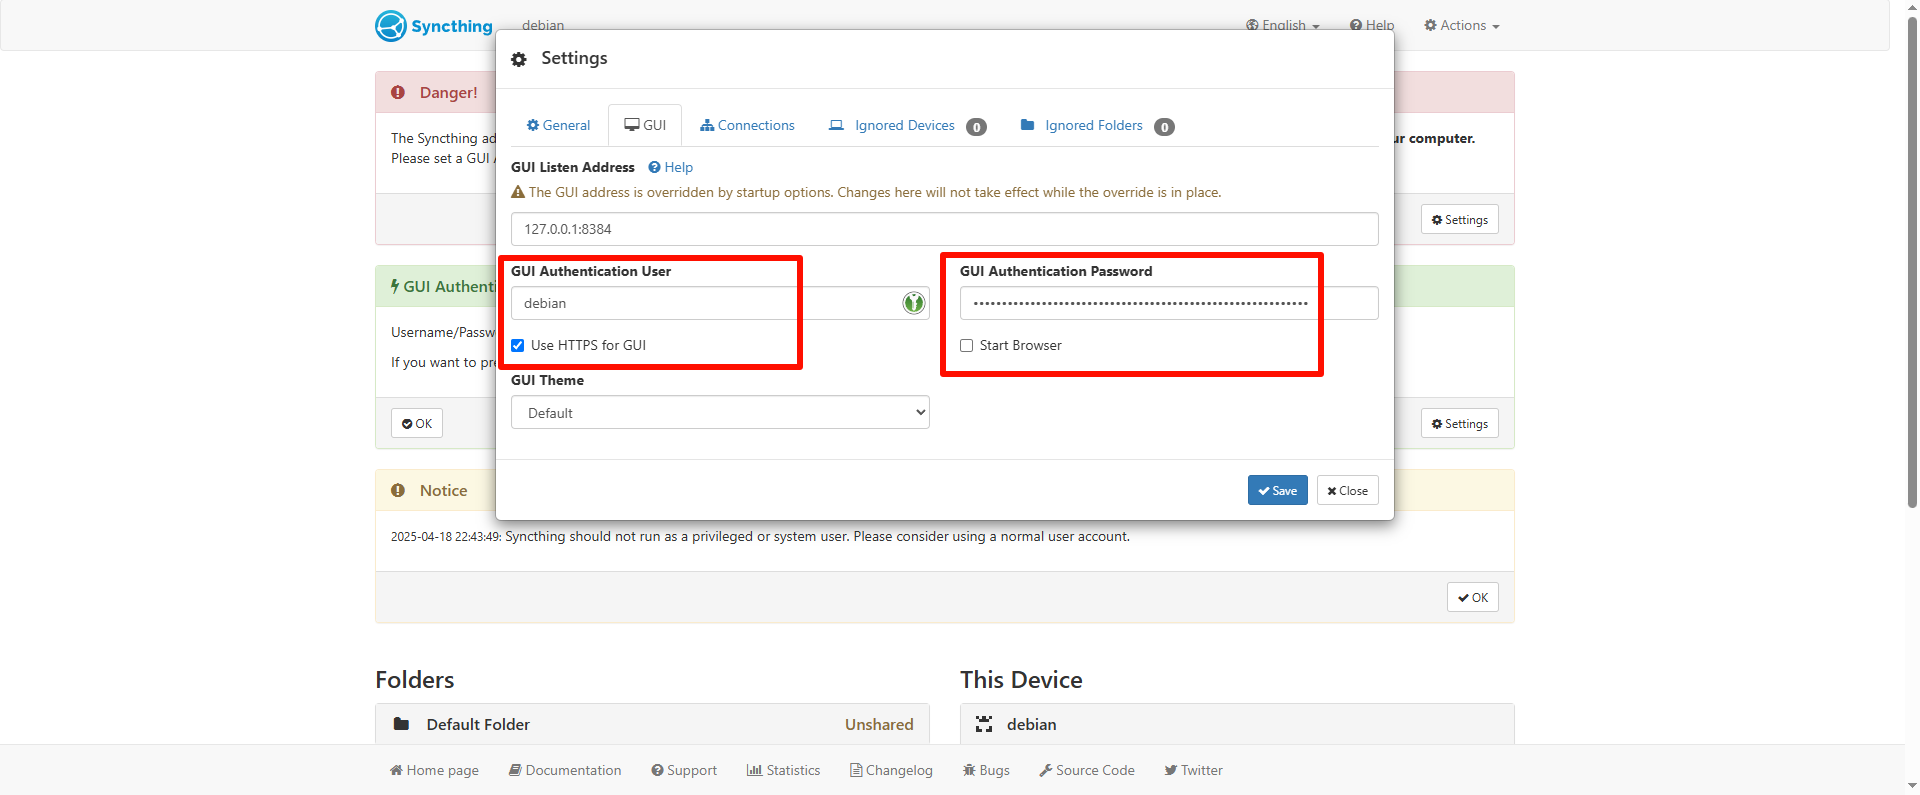 Syncthing debian English Help Actions
Settings
Danger!
General GUI Connections Ignored Devices 0 Ignored Folders 0
The Syncthing ad
ur computer.
Please set a GUI
GUI Listen Address Help
The GUI address is overridden by startup options. Changes here will not take effect while the override is in place.
127.0.0.1:8384
Settings
GUI Authentication User GUI Authentication Password
GUI Authenti
debian ••••••••••••••••••••••••••••••••••••••••••••••••••••••••••••
Username/Passw
Use HTTPS for GUI Start Browser
If you want to pre
GUI Theme
Default
OK
Settings
Save Close
Notice
2025-04-18 22:43:49: Syncthing should not run as a privileged or system user. Please consider using a normal user account.
OK
Folders This Device
Default Folder Unshared debian
Home page Documentation Support Statistics Changelog Bugs Source Code Twitter